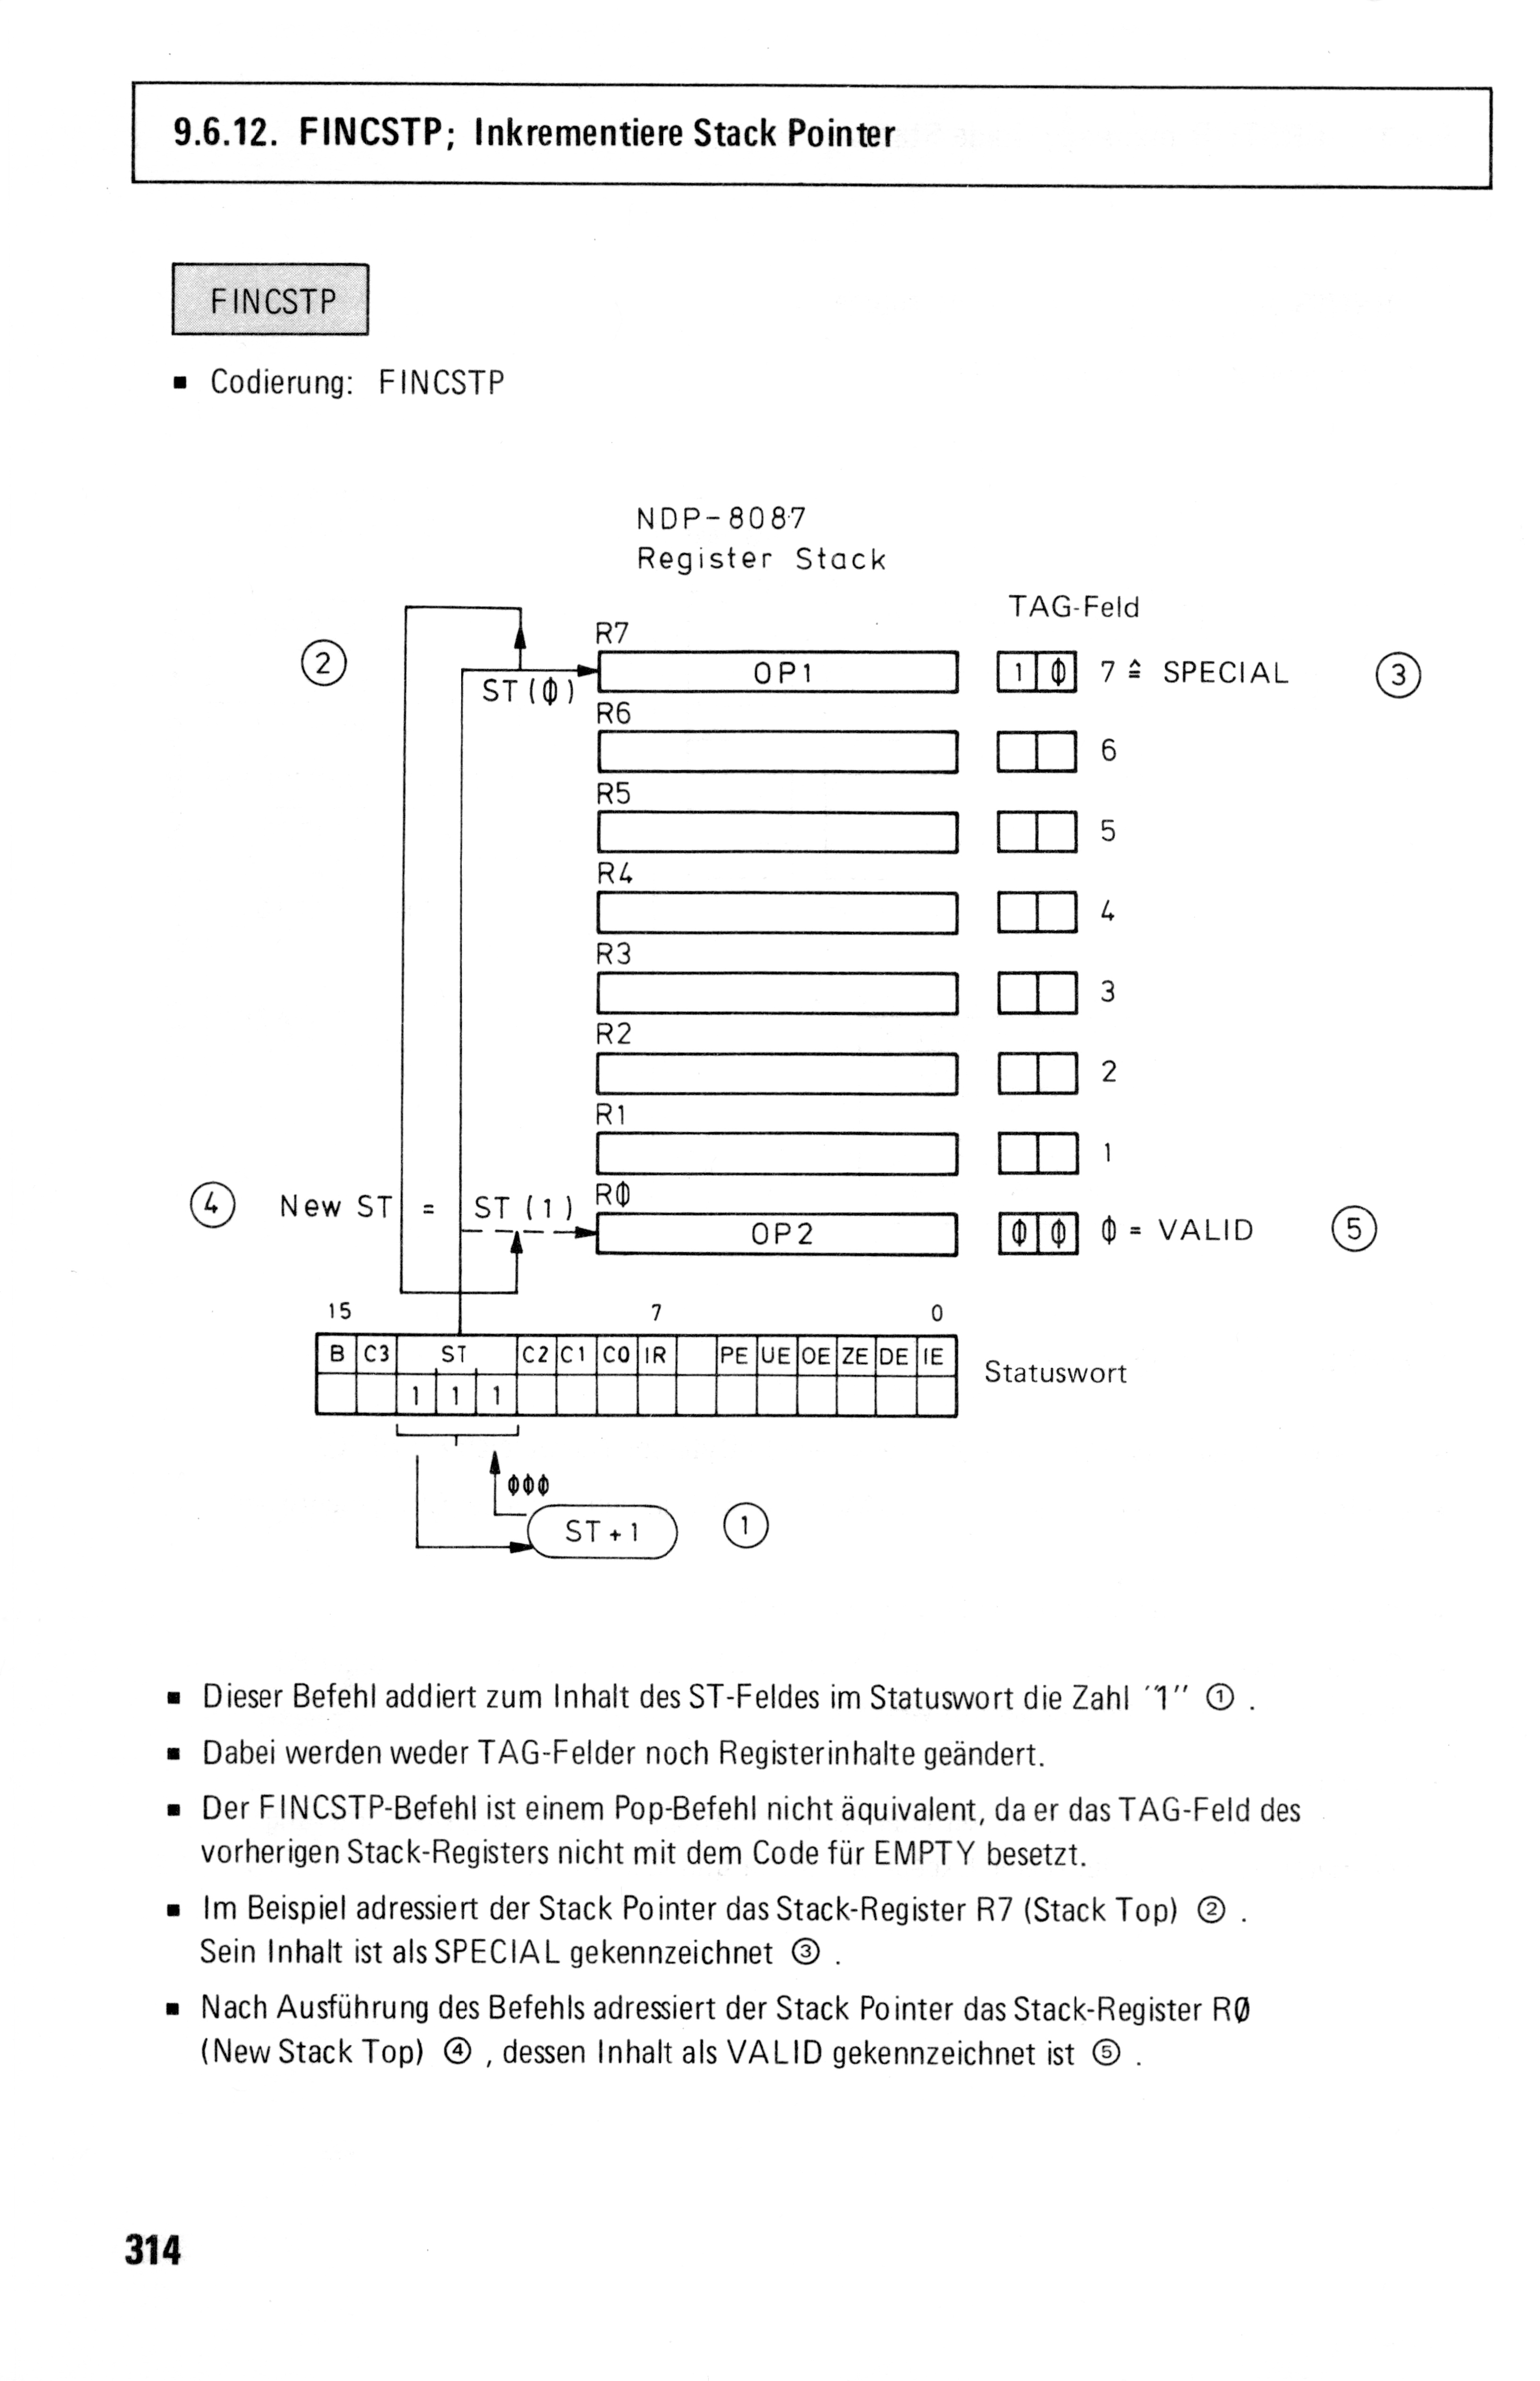 9.6.12. FINCSTP; Inkrementiere Stack Pointer
FINCSTP
▪ Codierung: FINCSTP
NDP-8087
Register Stack
TAG-Feld
R7
② OP1 1 0 7 ≙ SPECIAL ③
ST(0)
R6
6
R5
5
R4
4
R3
3
R2
2
R1
1
④ New ST = ST(1) R0
OP2 0 0 0 = VALID ⑤
15 7 0
B C3 ST C2 C1 C0 IR PE UE OE ZE DE IE
Statuswort
1 1 1
000
ST+1 ①
▪ Dieser Befehl addiert zum Inhalt des ST-Feldes im Statuswort die Zahl ´´1´´ ① .
▪ Dabei werden weder TAG-Felder noch Registerinhalte geändert.
▪ Der FINCSTP-Befehl ist einem Pop-Befehl nicht äquivalent, da er das TAG-Feld des
vorherigen Stack-Registers nicht mit dem Code für EMPTY besetzt.
▪ Im Beispiel adressiert der Stack Pointer das Stack-Register R7 (Stack Top) ② .
Sein Inhalt ist als SPECIAL gekennzeichnet ③ .
▪ Nach Ausführung des Befehls adressiert der Stack Pointer das Stack-Register RØ
(New Stack Top) ④ , dessen Inhalt als VALID gekennzeichnet ist ⑤ .
314